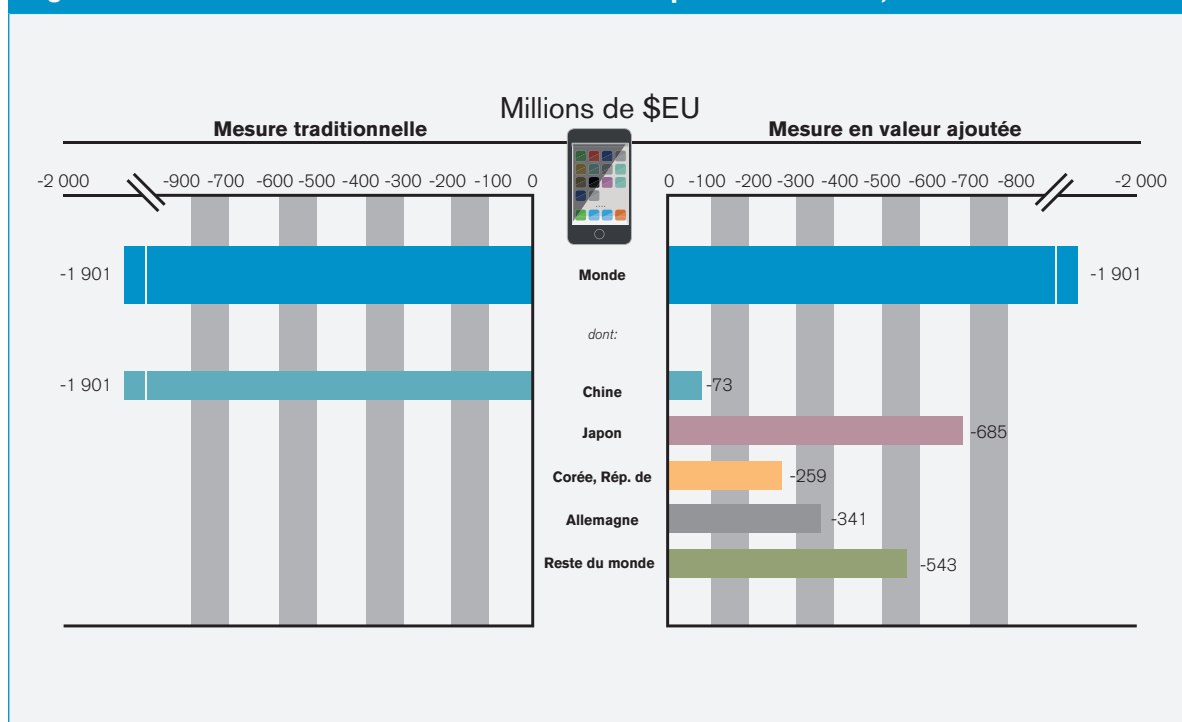 Millions de $EU
Mesure traditionnelle
Mesure en valeur ajoutée
-2 000 -900 -700 -600 -500 -400 -300 -200 -100 0
0 -100 -200 -300 -400 -500 -600 -700 -800 -2 000
-1 901 Monde -1 901
dont:
-1 901 Chine -73
Japon -685
Corée, Rép. de -259
Allemagne -341
Reste du monde -543